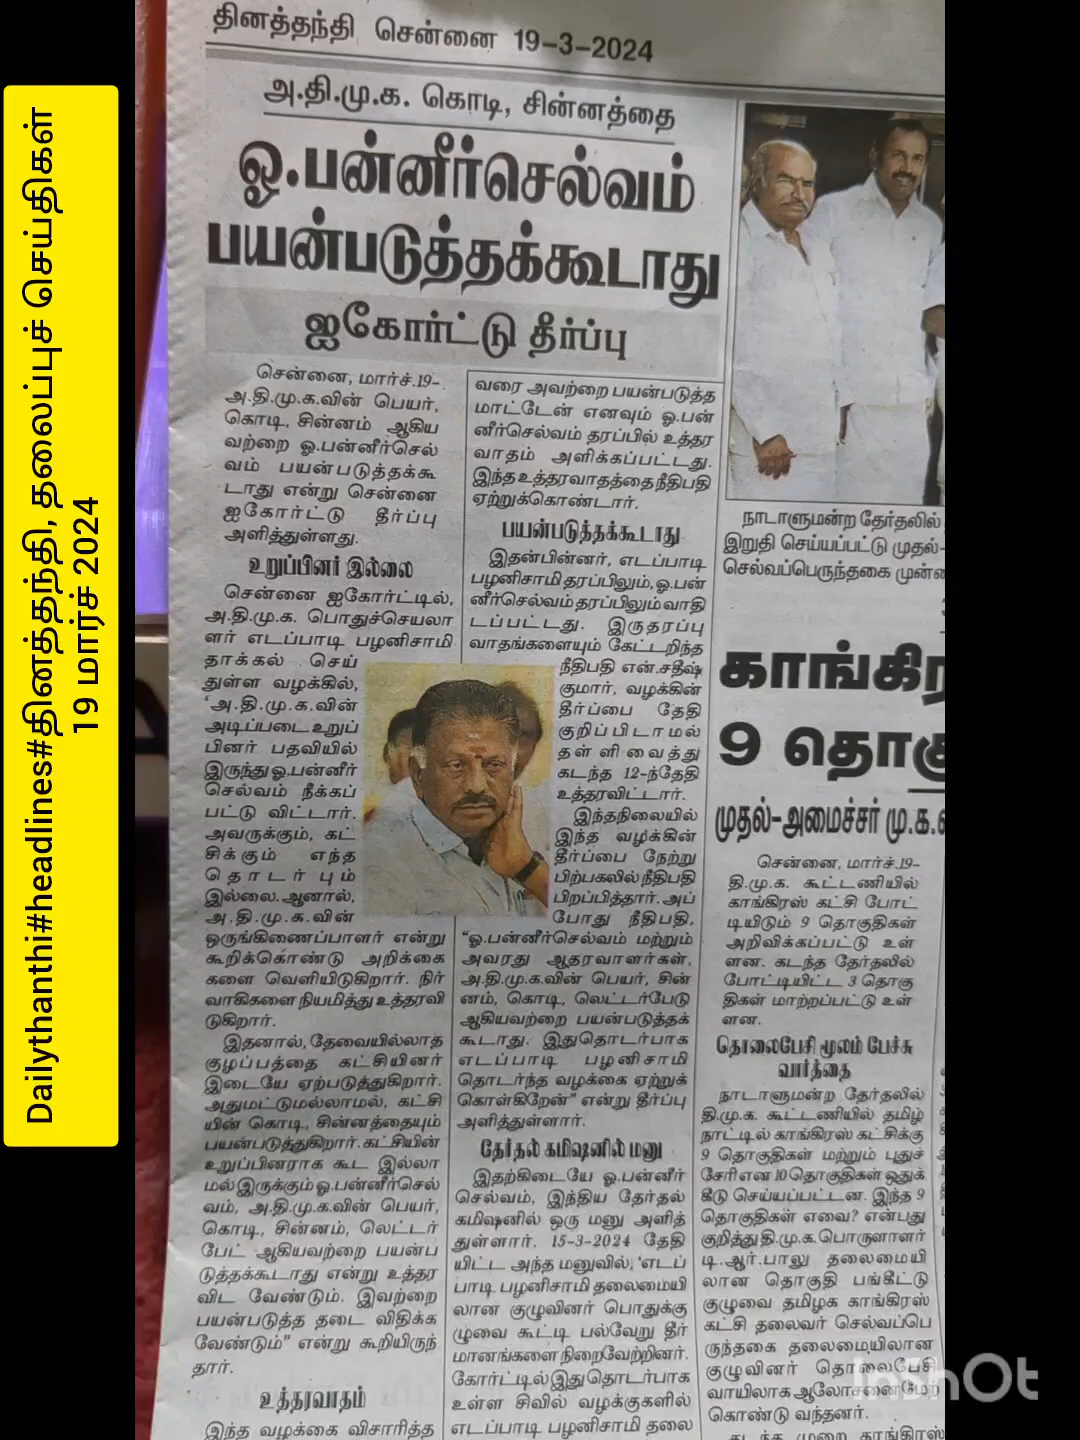 Dailythanthi#headlines#தினத்தந்தி, தலைப்புச் செய்திகள்
19 மார்ச் 2024
தினத்தந்தி சென்னை 19-3-2024
அ.தி.மு.க. கொடி, சின்னத்தை
ஓ.பன்னீர்செல்வம்
பயன்படுத்தக்கூடாது
ஐகோர்ட்டு தீர்ப்பு
சென்னை, மார்ச்.19-
அ.தி.மு.க.வின் பெயர்,
கொடி, சின்னம் ஆகிய
வற்றை ஓ.பன்னீர்செல்
வம் பயன்படுத்தக்கூ
டாது என்று சென்னை
ஐகோர்ட்டு தீர்ப்பு
அளித்துள்ளது.
உறுப்பினர் இல்லை
சென்னை ஐகோர்ட்டில்,
அ.தி.மு.க. பொதுச்செயலா
ளர் எடப்பாடி பழனிசாமி
தாக்கல் செய்
துள்ள வழக்கில்,
'அ.தி.மு.க.வின்
அடிப்படை உறுப்
பினர் பதவியில்
இருந்து ஓ.பன்னீர்
செல்வம் நீக்கப்
பட்டு விட்டார்.
அவருக்கும், கட்
சிக்கும் எந்த
தொடர்பும்
இல்லை. ஆனால்,
அ.தி.மு.க.வின்
ஒருங்கிணைப்பாளர் என்று
கூறிக்கொண்டு அறிக்கை
களை வெளியிடுகிறார். நிர்
வாகிகளை நியமித்து உத்தரவி
டுகிறார்.
இதனால், தேவையில்லாத
குழப்பத்தை கட்சியினர்
இடையே ஏற்படுத்துகிறார்.
அதுமட்டுமல்லாமல், கட்சி
யின் கொடி, சின்னத்தையும்
பயன்படுத்துகிறார். கட்சியின்
உறுப்பினராக கூட இல்லா
மல் இருக்கும் ஓ.பன்னீர்செல்
வம், அ.தி.மு.க.வின் பெயர்,
கொடி, சின்னம், லெட்டர்
பேட் ஆகியவற்றை பயன்ப
டுத்தக்கூடாது என்று உத்தர
விட வேண்டும். இவற்றை
பயன்படுத்த தடை விதிக்க
வேண்டும்" என்று கூறியிருந்
தார்.
உத்தரவாதம்
இந்த வழக்கை விசாரித்த
வரை அவற்றை பயன்படுத்த
மாட்டேன் எனவும் ஓ.பன்
னீர்செல்வம் தரப்பில் உத்தர
வாதம் அளிக்கப்பட்டது.
இந்த உத்தரவாதத்தை நீதிபதி
ஏற்றுக்கொண்டார்.
பயன்படுத்தக்கூடாது
இதன்பின்னர், எடப்பாடி
பழனிசாமி தரப்பிலும், ஓ.பன்
னீர்செல்வம் தரப்பிலும் வாதி
டப்பட்டது. இருதரப்பு
வாதங்களையும் கேட்டறிந்த
நீதிபதி என்.சதீஷ்
குமார், வழக்கின்
தீர்ப்பை தேதி
குறிப்பிடாமல்
தள்ளி வைத்து
கடந்த 12-ந்தேதி
உத்தரவிட்டார்.
இந்தநிலையில்
இந்த வழக்கின்
தீர்ப்பை நேற்று
பிற்பகலில் நீதிபதி
பிறப்பித்தார். அப்
போது நீதிபதி,
"ஓ.பன்னீர்செல்வம் மற்றும்
அவரது ஆதரவாளர்கள்,
அ.தி.மு.க.வின் பெயர், சின்
னம், கொடி, லெட்டர்பேடு
ஆகியவற்றை பயன்படுத்தக்
கூடாது. இதுதொடர்பாக
எடப்பாடி பழனிசாமி
தொடர்ந்த வழக்கை ஏற்றுக்
கொள்கிறேன்" என்று தீர்ப்பு
அளித்துள்ளார்.
தேர்தல் கமிஷனில் மனு
இதற்கிடையே ஓ.பன்னீர்
செல்வம், இந்திய தேர்தல்
கமிஷனில் ஒரு மனு அளித்
துள்ளார். 15-3-2024 தேதி
யிட்ட அந்த மனுவில், 'எடப்
பாடி பழனிசாமி தலைமையி
லான குழுவினர் பொதுக்கு
ழுவை கூட்டி பல்வேறு தீர்
மானங்களை நிறைவேற்றினர்.
கோர்ட்டில் இதுதொடர்பாக
உள்ள சிவில் வழக்குகளில்
எடப்பாடி பழனிசாமி தலை
நாடாளுமன்ற தேர்தலில்
இறுதி செய்யப்பட்டு முதல்-
செல்வப்பெருந்தகை முன்ன
காங்கிர
9 தொகு
முதல்-அமைச்சர் மு.க.
சென்னை, மார்ச்.19-
தி.மு.க. கூட்டணியில்
காங்கிரஸ் கட்சி போட்
டியிடும் 9 தொகுதிகள்
அறிவிக்கப்பட்டு உள்
ளன. கடந்த தேர்தலில்
போட்டியிட்ட 3 தொகு
திகள் மாற்றப்பட்டு உள்
ளன.
தொலைபேசி மூலம் பேச்சு
வார்த்தை
நாடாளுமன்ற தேர்தலில்
தி.மு.க. கூட்டணியில் தமிழ்
நாட்டில் காங்கிரஸ் கட்சிக்கு
9 தொகுதிகள் மற்றும் புதுச்
சேரி என 10 தொகுதிகள் ஒதுக்
கீடு செய்யப்பட்டன. இந்த 9
தொகுதிகள் எவை? என்பது
குறித்து தி.மு.க. பொருளாளர்
டி.ஆர்.பாலு தலைமையி
லான தொகுதி பங்கீட்டு
குழுவை தமிழக காங்கிரஸ்
கட்சி தலைவர் செல்வப்பெ
ருந்தகை தலைமையிலான
குழுவினர் தொலைபேசி
வாயிலாக ஆலோசனை மேற்
கொண்டு வந்தனர்.
கடந்த முறை காங்கிரஸ்
InShOt